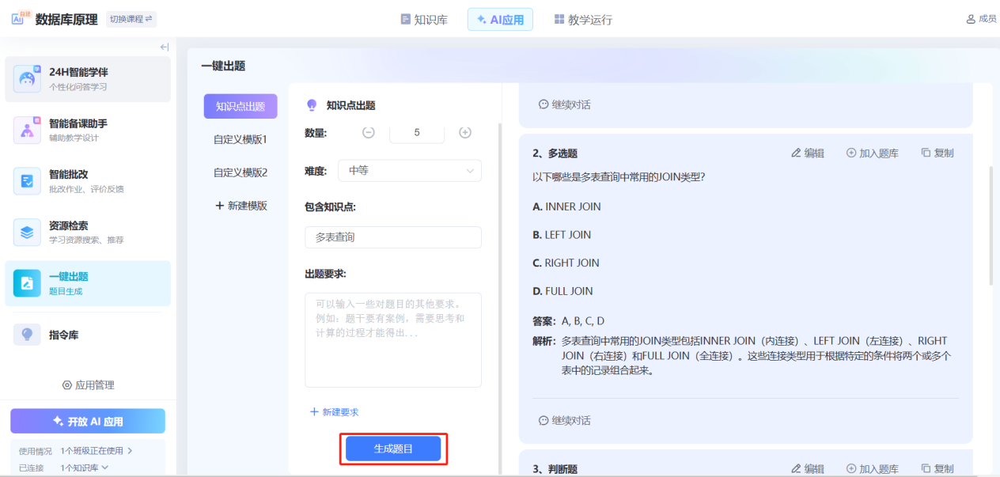 AI 自建 数据库原理 切换课程
知识库 AI应用 教学运行
成员
24H智能学伴
个性化问答学习
智能备课助手
辅助教学设计
智能批改
批改作业、评价反馈
资源检索
学习资源搜索、推荐
一键出题
题目生成
指令库
应用管理
开放 AI 应用
使用情况 1个班级正在使用
已连接 1个知识库
一键出题
知识点出题
自定义模版1
自定义模版2
+ 新建模版
知识点出题
数量: 5
难度: 中等
包含知识点:
多表查询
出题要求:
可以输入一些对题目的其他要求。
例如: 题干要有案例, 需要思考和
计算的过程才能得出...
+ 新建要求
生成题目
继续对话
2、多选题 编辑 加入题库 复制
以下哪些是多表查询中常用的JOIN类型?
A. INNER JOIN
B. LEFT JOIN
C. RIGHT JOIN
D. FULL JOIN
答案: A, B, C, D
解析: 多表查询中常用的JOIN类型包括INNER JOIN（内连接）、LEFT JOIN（左连接）、RIGHT
JOIN（右连接）和FULL JOIN（全连接）。这些连接类型用于根据特定的条件将两个或多个
表中的记录组合起来。
继续对话
3、判断题 编辑 加入题库 复制